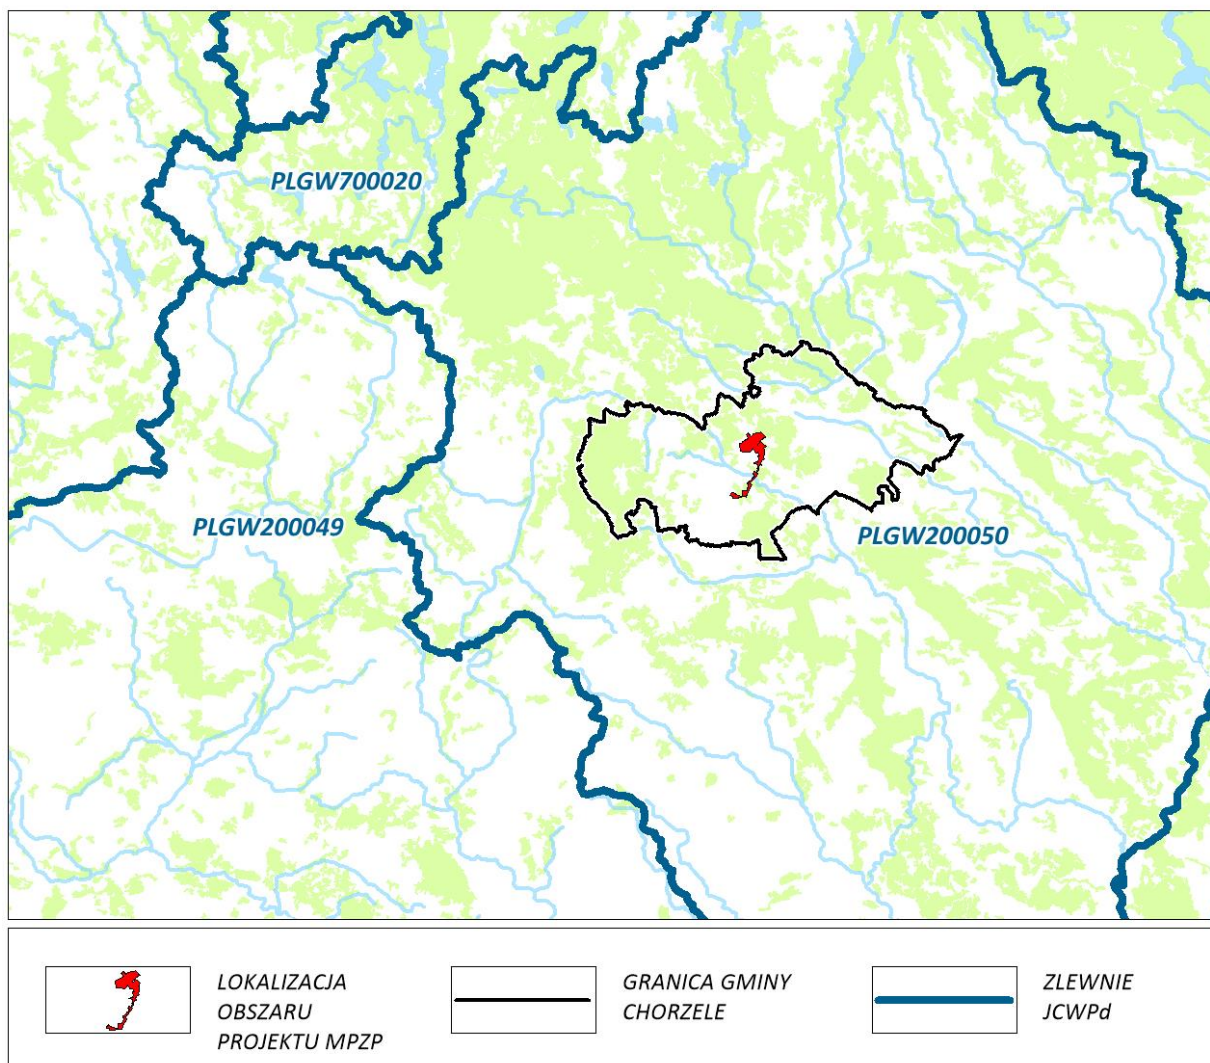 PLGW700020
PLGW200049
PLGW200050
LOKALIZACJA
OBSZARU
PROJEKTU MPZP
GRANICA GMINY
CHORZELE
ZLEWNIE
JCWPd